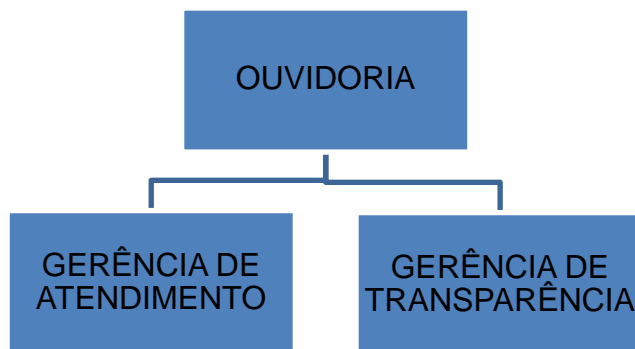 OUVIDORIA
GERÊNCIA DE
ATENDIMENTO
GERÊNCIA DE
TRANSPARÊNCIA